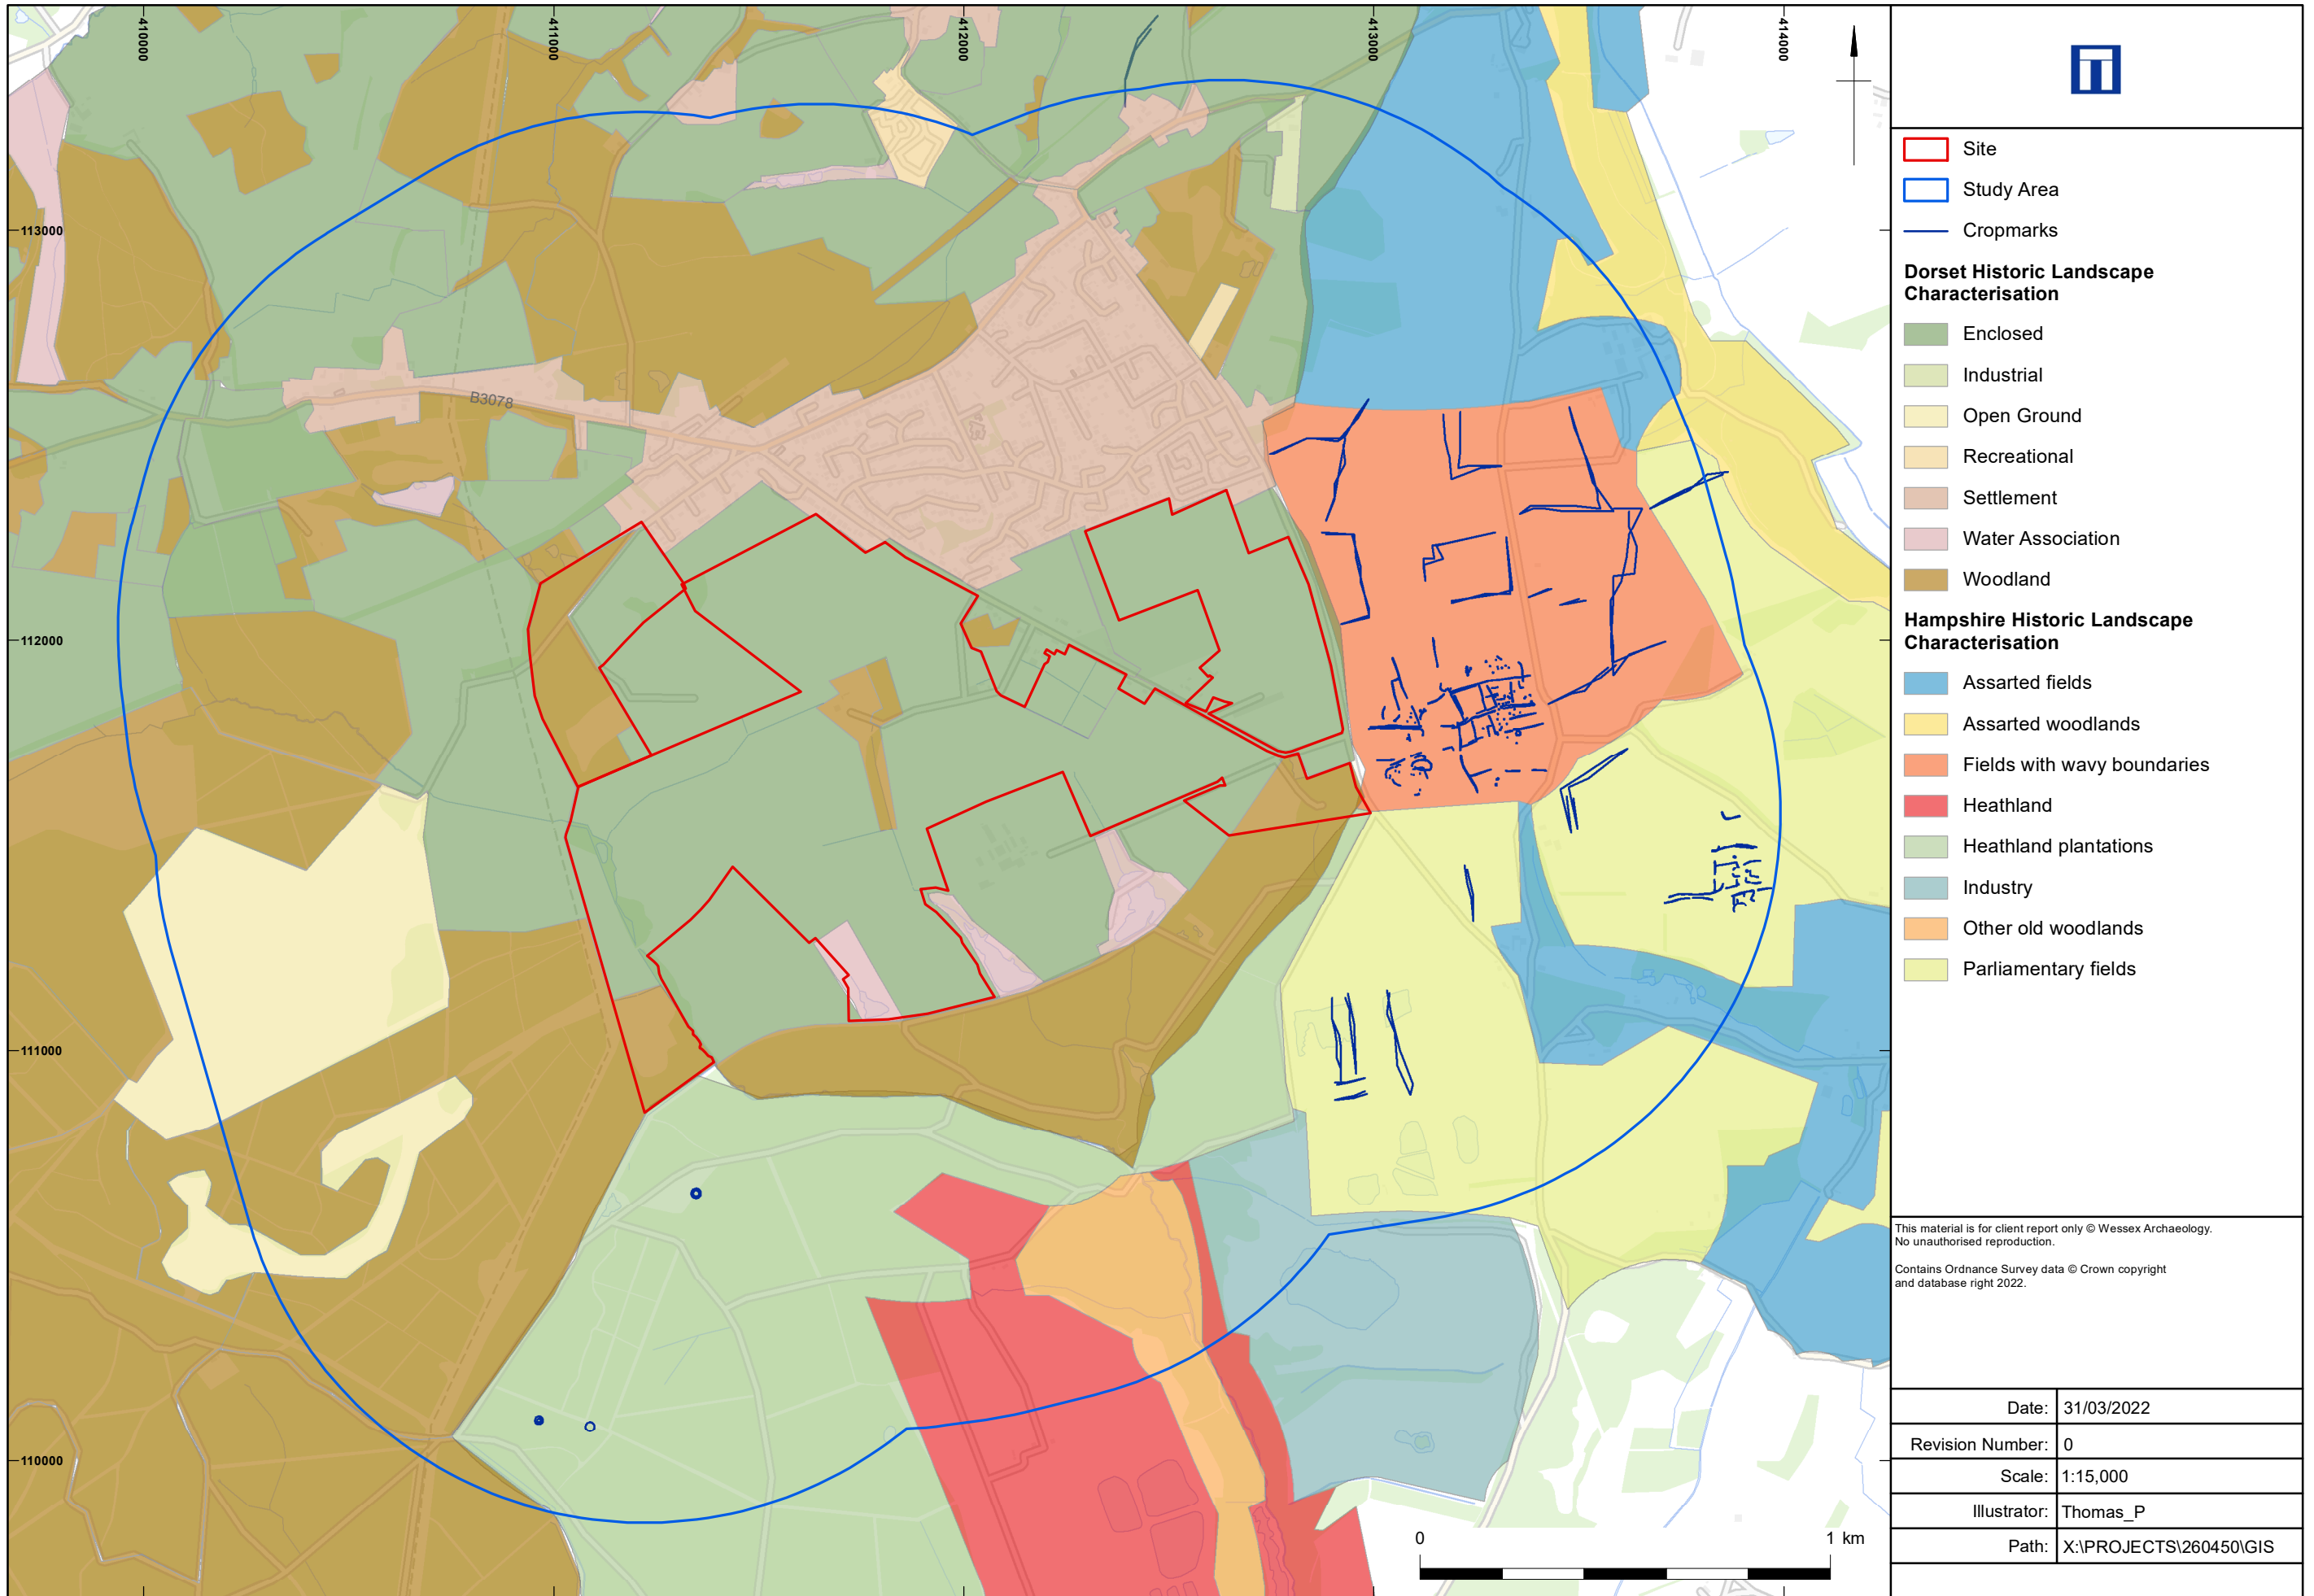 410000
411000
412000
413000
414000
113000
112000
111000
110000
B3078
0 1 km
Site
Study Area
Cropmarks
Dorset Historic Landscape
Characterisation
Enclosed
Industrial
Open Ground
Recreational
Settlement
Water Association
Woodland
Hampshire Historic Landscape
Characterisation
Assarted fields
Assarted woodlands
Fields with wavy boundaries
Heathland
Heathland plantations
Industry
Other old woodlands
Parliamentary fields
This material is for client report only © Wessex Archaeology.
No unauthorised reproduction.
Contains Ordnance Survey data © Crown copyright
and database right 2022.
Date: 31/03/2022
Revision Number: 0
Scale: 1:15,000
Illustrator: Thomas_P
Path: X:\PROJECTS\260450\GIS